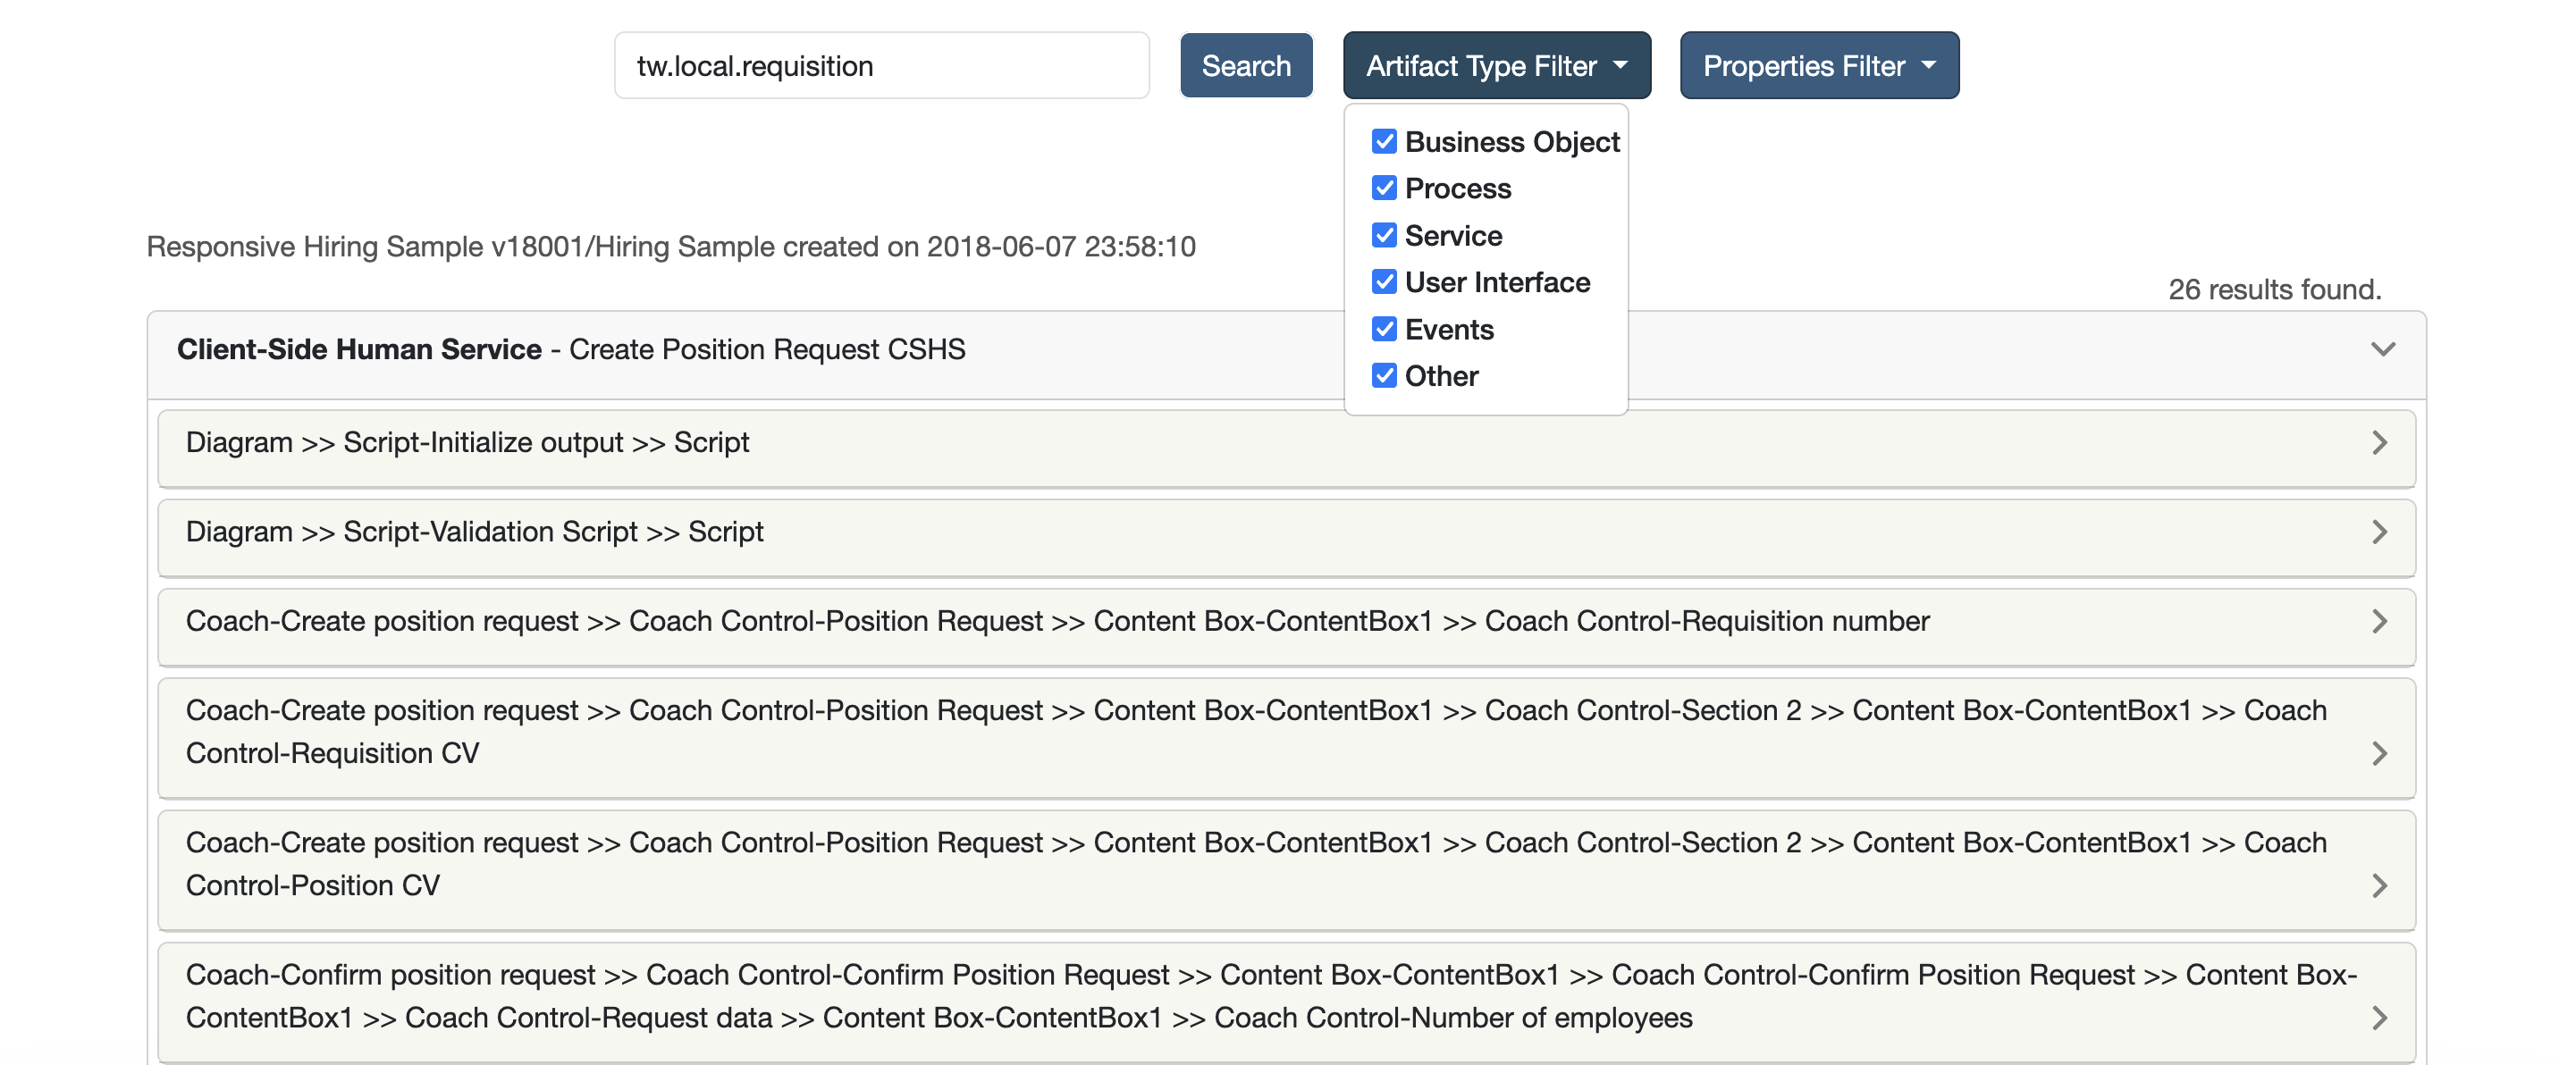 tw.local.requisition
Search
Artifact Type Filter
Properties Filter
Business Object
Process
Service
User Interface
Events
Other
Responsive Hiring Sample v18001/Hiring Sample created on 2018-06-07 23:58:10
26 results found.
Client-Side Human Service - Create Position Request CSHS
Diagram >> Script-Initialize output >> Script
Diagram >> Script-Validation Script >> Script
Coach-Create position request >> Coach Control-Position Request >> Content Box-ContentBox1 >> Coach Control-Requisition number
Coach-Create position request >> Coach Control-Position Request >> Content Box-ContentBox1 >> Coach Control-Section 2 >> Content Box-ContentBox1 >> Coach
Control-Requisition CV
Coach-Create position request >> Coach Control-Position Request >> Content Box-ContentBox1 >> Coach Control-Section 2 >> Content Box-ContentBox1 >> Coach
Control-Position CV
Coach-Confirm position request >> Coach Control-Confirm Position Request >> Content Box-ContentBox1 >> Coach Control-Confirm Position Request >> Content Box-
ContentBox1 >> Coach Control-Request data >> Content Box-ContentBox1 >> Coach Control-Number of employees